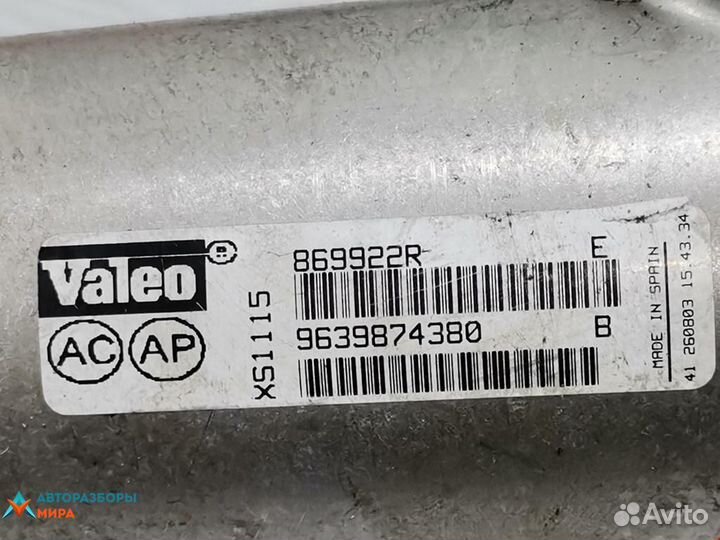 Valeo®
AC AP
XS1115
869922R E
9639874380 B
MADE IN SPAIN
41 260803 15.43.34
АВТОРАЗБОРЫ
МИРА
Avito